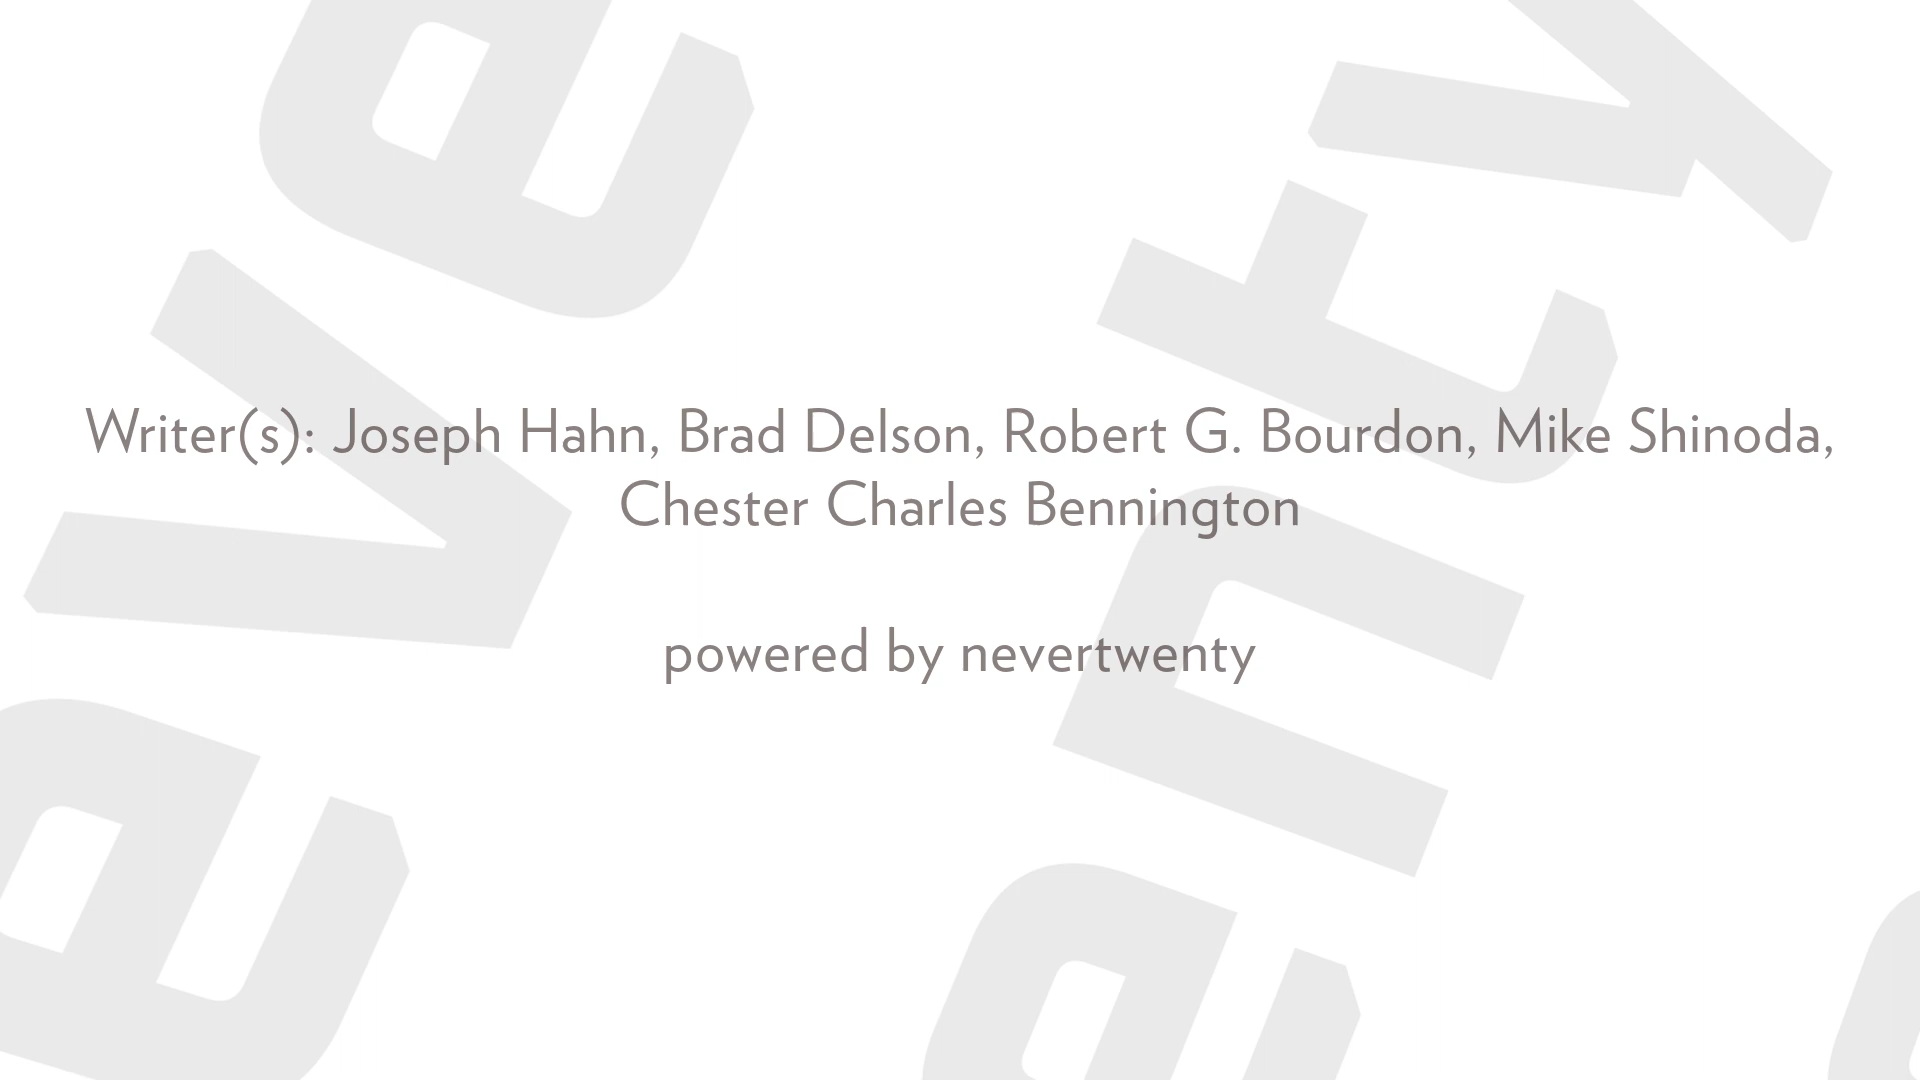 Writer(s): Joseph Hahn, Brad Delson, Robert G. Bourdon, Mike Shinoda,
Chester Charles Bennington
powered by nevertwenty